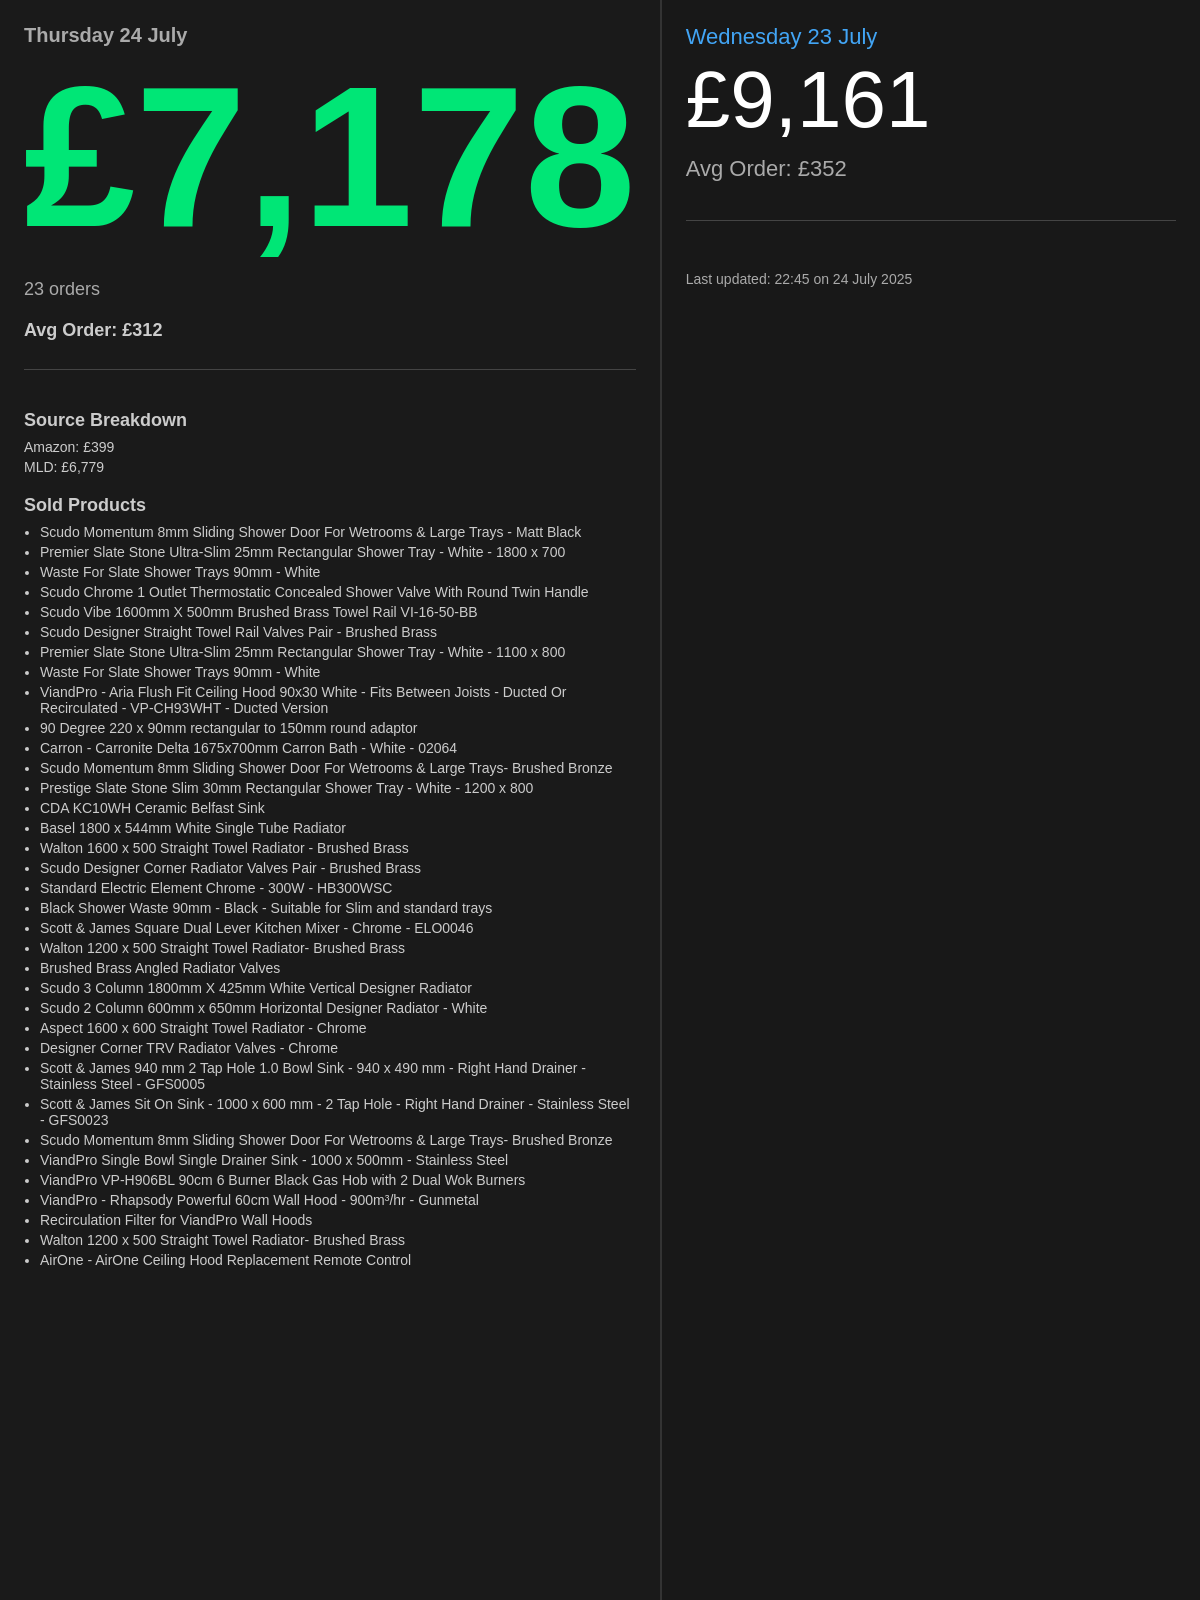 Thursday 24 July
£7,178
23 orders
Avg Order: £312
Source Breakdown
Amazon: £399
MLD: £6,779
Sold Products
• Scudo Momentum 8mm Sliding Shower Door For Wetrooms & Large Trays - Matt Black
• Premier Slate Stone Ultra-Slim 25mm Rectangular Shower Tray - White - 1800 x 700
• Waste For Slate Shower Trays 90mm - White
• Scudo Chrome 1 Outlet Thermostatic Concealed Shower Valve With Round Twin Handle
• Scudo Vibe 1600mm X 500mm Brushed Brass Towel Rail VI-16-50-BB
• Scudo Designer Straight Towel Rail Valves Pair - Brushed Brass
• Premier Slate Stone Ultra-Slim 25mm Rectangular Shower Tray - White - 1100 x 800
• Waste For Slate Shower Trays 90mm - White
• ViandPro - Aria Flush Fit Ceiling Hood 90x30 White - Fits Between Joists - Ducted Or
Recirculated - VP-CH93WHT - Ducted Version
• 90 Degree 220 x 90mm rectangular to 150mm round adaptor
• Carron - Carronite Delta 1675x700mm Carron Bath - White - 02064
• Scudo Momentum 8mm Sliding Shower Door For Wetrooms & Large Trays- Brushed Bronze
• Prestige Slate Stone Slim 30mm Rectangular Shower Tray - White - 1200 x 800
• CDA KC10WH Ceramic Belfast Sink
• Basel 1800 x 544mm White Single Tube Radiator
• Walton 1600 x 500 Straight Towel Radiator - Brushed Brass
• Scudo Designer Corner Radiator Valves Pair - Brushed Brass
• Standard Electric Element Chrome - 300W - HB300WSC
• Black Shower Waste 90mm - Black - Suitable for Slim and standard trays
• Scott & James Square Dual Lever Kitchen Mixer - Chrome - ELO0046
• Walton 1200 x 500 Straight Towel Radiator- Brushed Brass
• Brushed Brass Angled Radiator Valves
• Scudo 3 Column 1800mm X 425mm White Vertical Designer Radiator
• Scudo 2 Column 600mm x 650mm Horizontal Designer Radiator - White
• Aspect 1600 x 600 Straight Towel Radiator - Chrome
• Designer Corner TRV Radiator Valves - Chrome
• Scott & James 940 mm 2 Tap Hole 1.0 Bowl Sink - 940 x 490 mm - Right Hand Drainer -
Stainless Steel - GFS0005
• Scott & James Sit On Sink - 1000 x 600 mm - 2 Tap Hole - Right Hand Drainer - Stainless Steel
- GFS0023
• Scudo Momentum 8mm Sliding Shower Door For Wetrooms & Large Trays- Brushed Bronze
• ViandPro Single Bowl Single Drainer Sink - 1000 x 500mm - Stainless Steel
• ViandPro VP-H906BL 90cm 6 Burner Black Gas Hob with 2 Dual Wok Burners
• ViandPro - Rhapsody Powerful 60cm Wall Hood - 900m³/hr - Gunmetal
• Recirculation Filter for ViandPro Wall Hoods
• Walton 1200 x 500 Straight Towel Radiator- Brushed Brass
• AirOne - AirOne Ceiling Hood Replacement Remote Control
Wednesday 23 July
£9,161
Avg Order: £352
Last updated: 22:45 on 24 July 2025